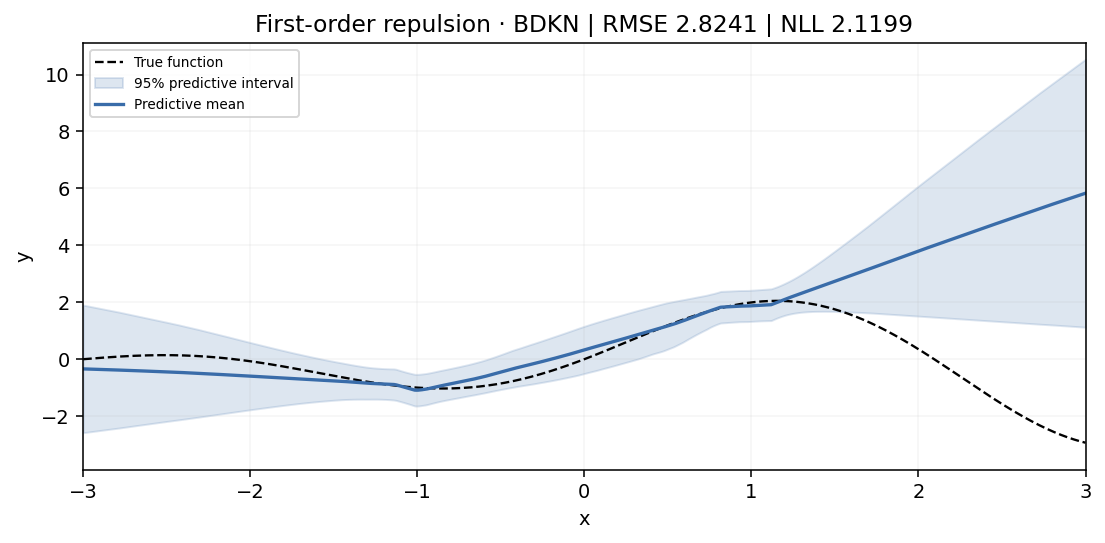 First-order repulsion · BDKN | RMSE 2.8241 | NLL 2.1199
True function
95% predictive interval
Predictive mean
10
8
6
4
2
0
−2
y
−3
−2
−1
0
1
2
3
x